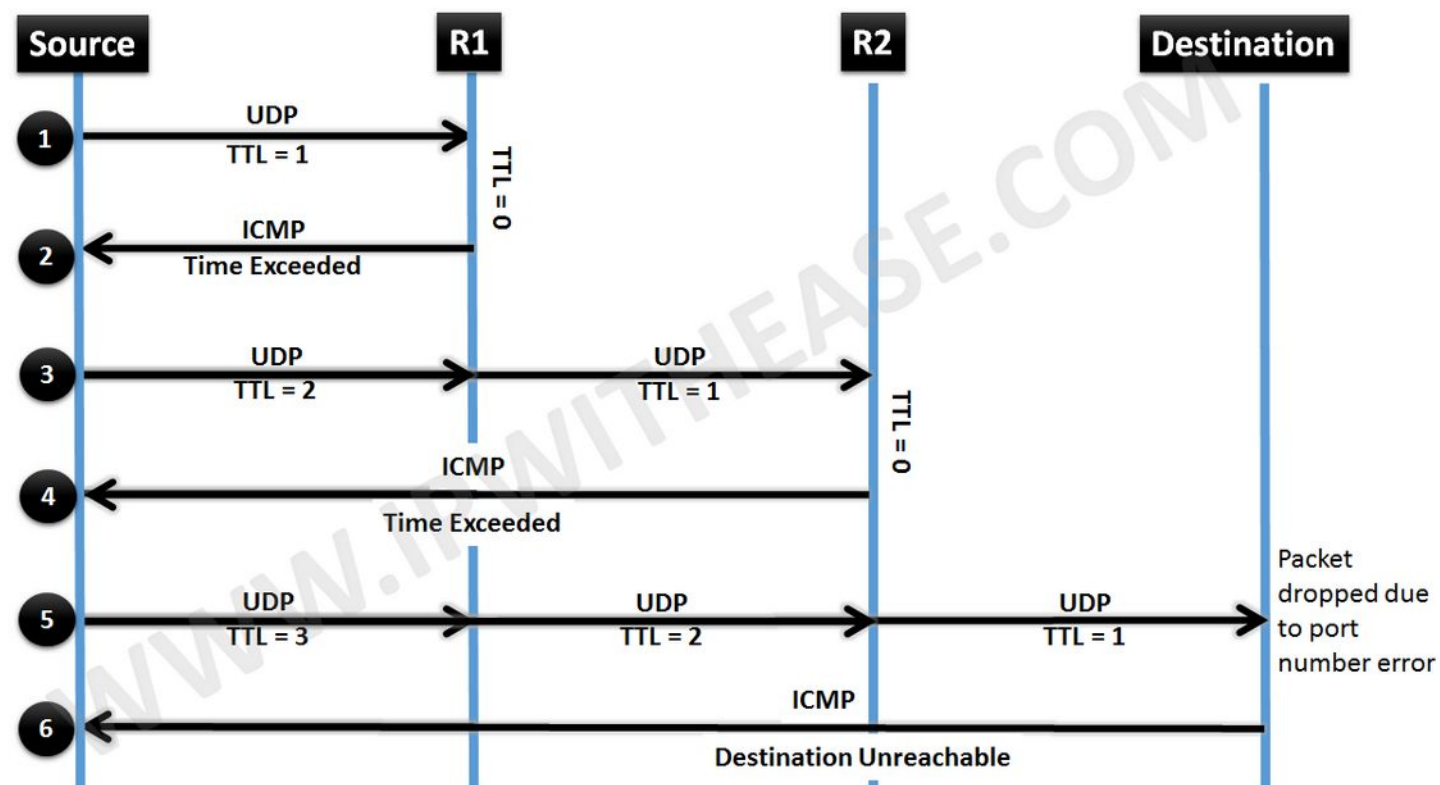 Source
R1
R2
Destination
1
UDP
TTL = 1
TTL = 0
2
ICMP
Time Exceeded
3
UDP
TTL = 2
UDP
TTL = 1
TTL = 0
4
ICMP
Time Exceeded
5
UDP
TTL = 3
UDP
TTL = 2
UDP
TTL = 1
Packet
dropped due
to port
number error
6
ICMP
Destination Unreachable
WWW.IPWITHEASE.COM